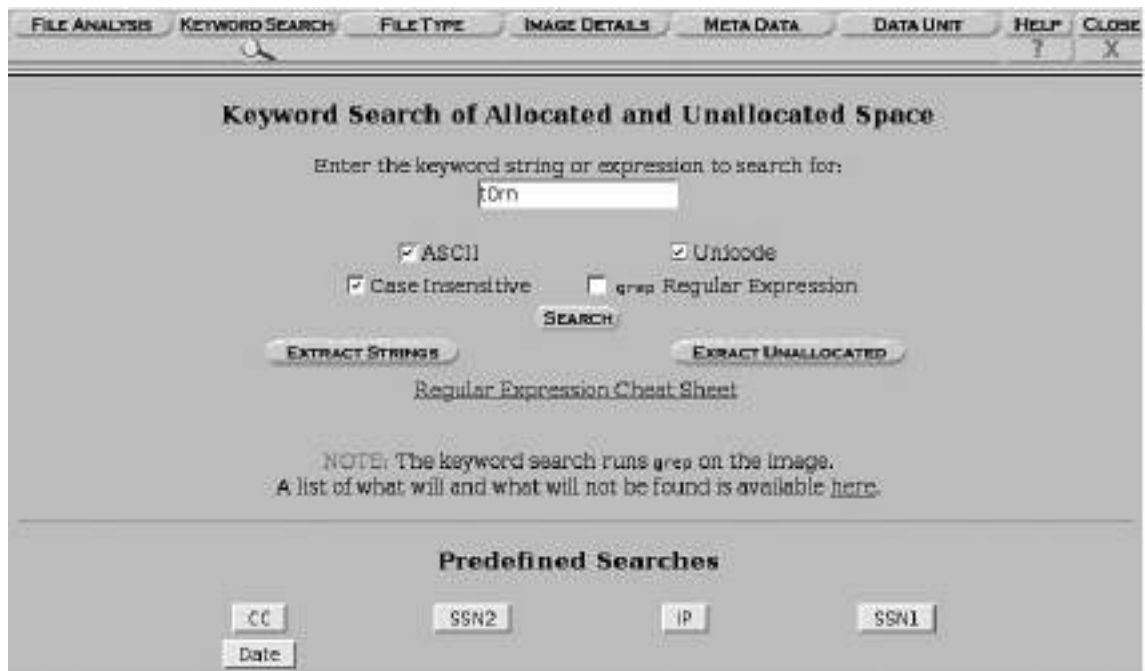 FILE ANALYSIS KEYWORD SEARCH FILE TYPE IMAGE DETAILS META DATA DATA UNIT HELP CLOSE
? X
Keyword Search of Allocated and Unallocated Space
Enter the keyword string or expression to search for:
t0rn
ASCII Unicode
Case Insensitive grep Regular Expression
SEARCH
EXTRACT STRINGS EXRACT UNALLOCATED
Regular Expression Cheat Sheet
NOTE: The keyword search runs grep on the image.
A list of what will and what will not be found is available here.
Predefined Searches
CC SSN2 IP SSN1
Date